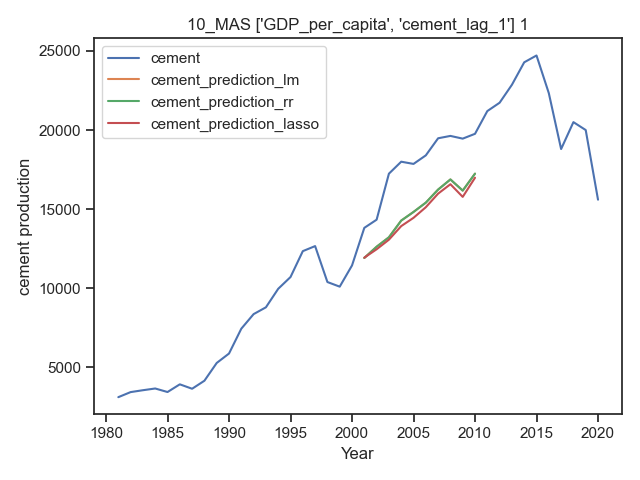 10_MAS ['GDP_per_capita', 'cement_lag_1'] 1
cement
cement_prediction_lm
cement_prediction_rr
cement_prediction_lasso
cement production
25000
20000
15000
10000
5000
1980 1985 1990 1995 2000 2005 2010 2015 2020
Year